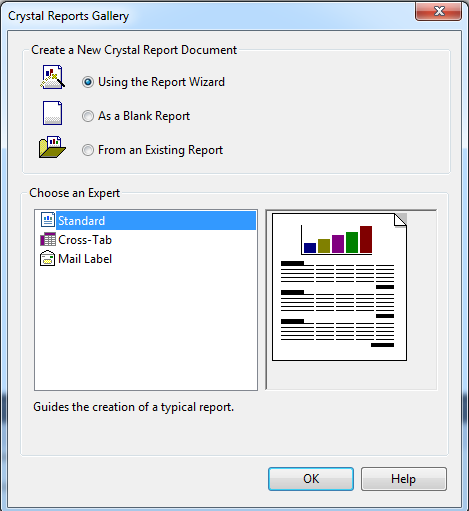 Crystal Reports Gallery
Create a New Crystal Report Document
Using the Report Wizard
As a Blank Report
From an Existing Report
Choose an Expert
Standard
Cross-Tab
Mail Label
Guides the creation of a typical report.
OK
Help